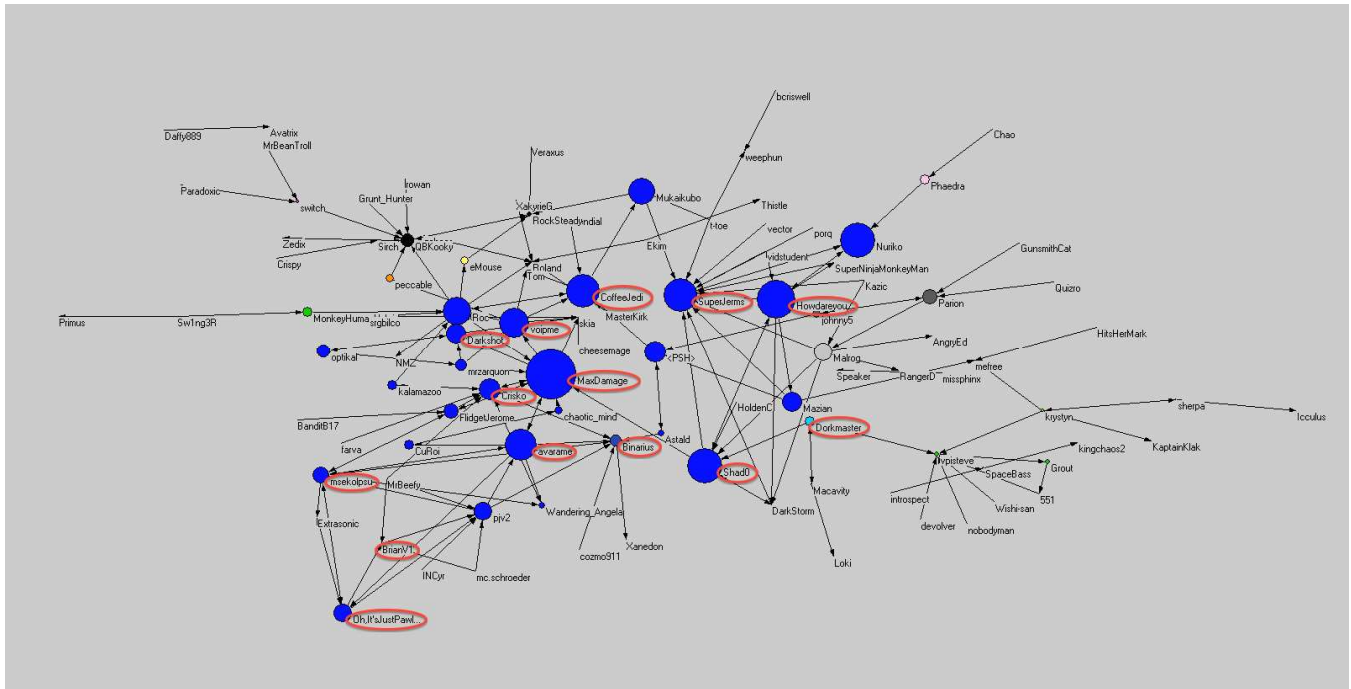 bcriswell
Daffy889
Avatrix
MrBeanTroll
Chao
Veraxus
weephun
Irowan
Paradoxic
Grunt_Hunter
Phaedra
switch
XakyrieG
Mukaikubo
Thistle
RockSteadyndial
t-toe
vector
porq
Zedix
Sirch
QBKooky
Ekim
Nuriko
GunsmithCat
Crispy
eMouse
Roland
Tom
vidstudent
SuperNinjaMonkeyMan
peccable
Kazic
Quizro
CoffeeJedi
SuperJerms
Howdareyou
Parion
Primus
Sw1ng3R
MonkeyHuma
srgbilco
Roc
MasterKirk
johnny5
skia
voipme
HitsHerMark
Darkshot
AngryEd
optikal
NMZ
cheesemage
<PSH>
Malrog
mrzarquon
Speaker
RangerD
mefree
missphinx
MaxDamage
kalamazoo
Crisko
Mazian
HoldenC
sherpa
Icculus
FlidgeJerome
chaotic_mind
krystyn
BanditB17
Dorkmaster
Astald
farva
CuRoi
avarame
Binarius
kingchaos2
KaptainKlak
vpisteve
Grout
Shad0
SpaceBass
msekolpsu
MrBeefy
Macavity
introspect
551
Wandering_Angela
DarkStorm
Wishi-san
Extrasonic
pjv2
devolver
nobodyman
BrianV1
Xanedon
cozmo911
Loki
INCyr
mc.schroeder
Oh,It'sJustPawl...